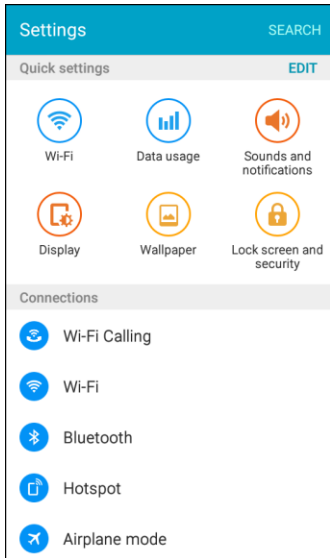 Settings SEARCH
Quick settings EDIT
Wi-Fi Data usage Sounds and
notifications
Display Wallpaper Lock screen and
security
Connections
Wi-Fi Calling
Wi-Fi
Bluetooth
Hotspot
Airplane mode